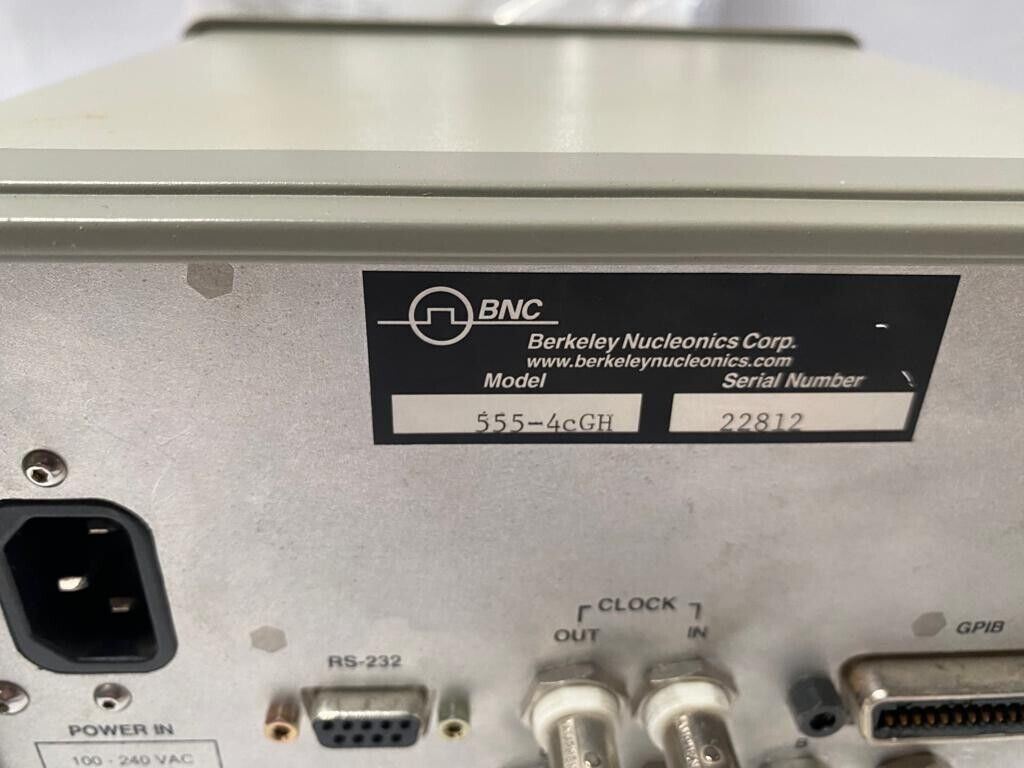 BNC
Berkeley Nucleonics Corp.
www.berkeleynucleonics.com
Model Serial Number
555-4cGH 22812
CLOCK
OUT IN
GPIB
RS-232
POWER IN
100 - 240 VAC